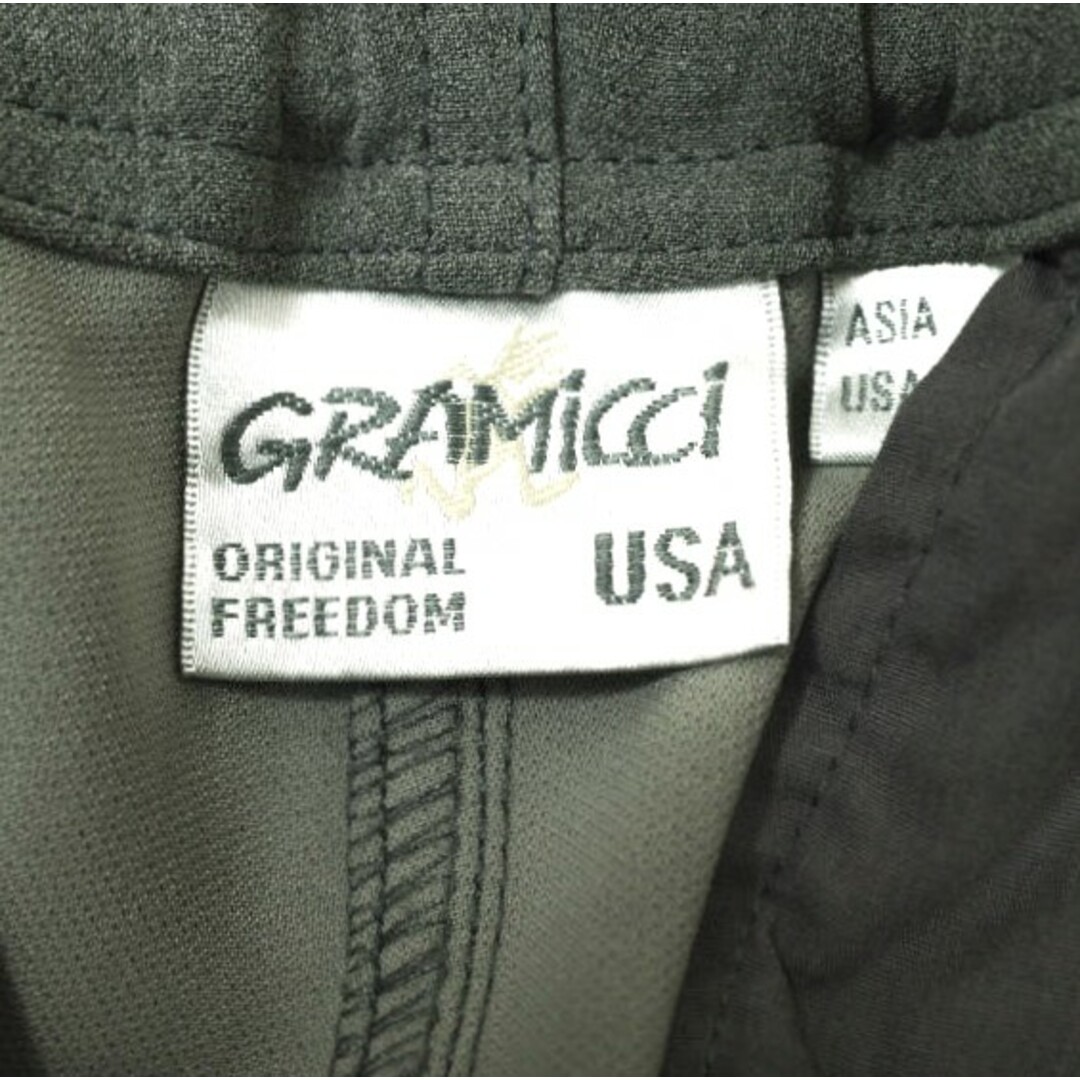 GRAMiCCi
ORIGINAL
FREEDOM
USA
ASiA
USA